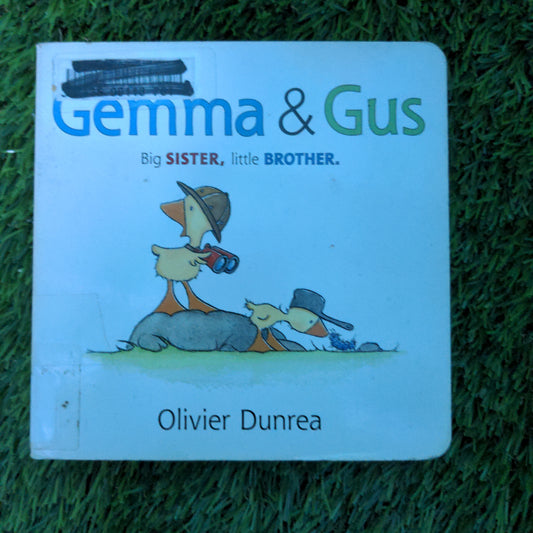 Gemma & Gus
Big SISTER, little BROTHER.
Olivier Dunrea